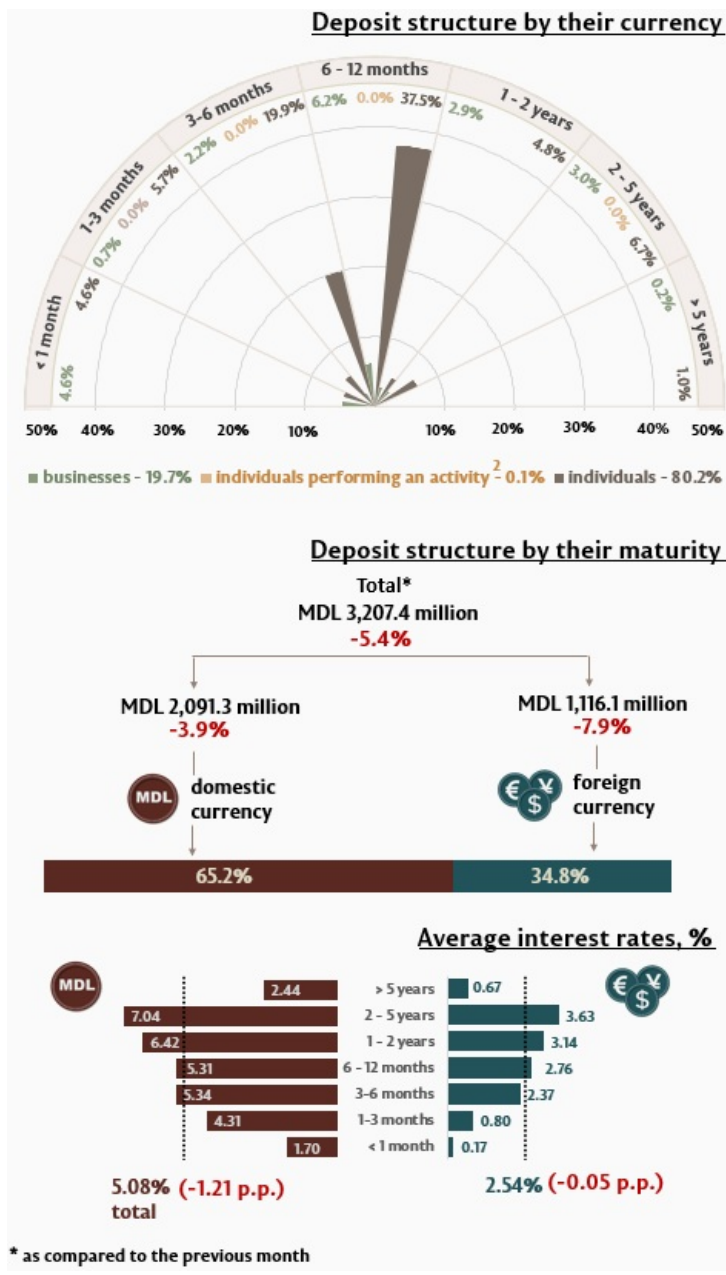 Deposit structure by their currency
< 1 month
1-3 months
3-6 months
6 - 12 months
1 - 2 years
2 - 5 years
> 5 years
4.6%
4.6%
0.7%
0.0%
5.7%
2.2%
0.0%
19.9%
6.2%
0.0%
37.5%
2.9%
4.8%
3.0%
0.0%
6.7%
0.2%
1.0%
50% 40% 30% 20% 10% 10% 20% 30% 40% 50%
businesses - 19.7% individuals performing an activity 2 - 0.1% individuals - 80.2%
Deposit structure by their maturity
Total*
MDL 3,207.4 million
-5.4%
MDL 2,091.3 million
-3.9%
MDL
domestic
currency
MDL 1,116.1 million
-7.9%
€ ¥ $
foreign
currency
65.2% 34.8%
Average interest rates, %
MDL
€ ¥ $
2.44 > 5 years 0.67
7.04 2 - 5 years 3.63
6.42 1 - 2 years 3.14
5.31 6 - 12 months 2.76
5.34 3-6 months 2.37
4.31 1-3 months 0.80
1.70 < 1 month 0.17
5.08% (-1.21 p.p.)
total
2.54% (-0.05 p.p.)
* as compared to the previous month